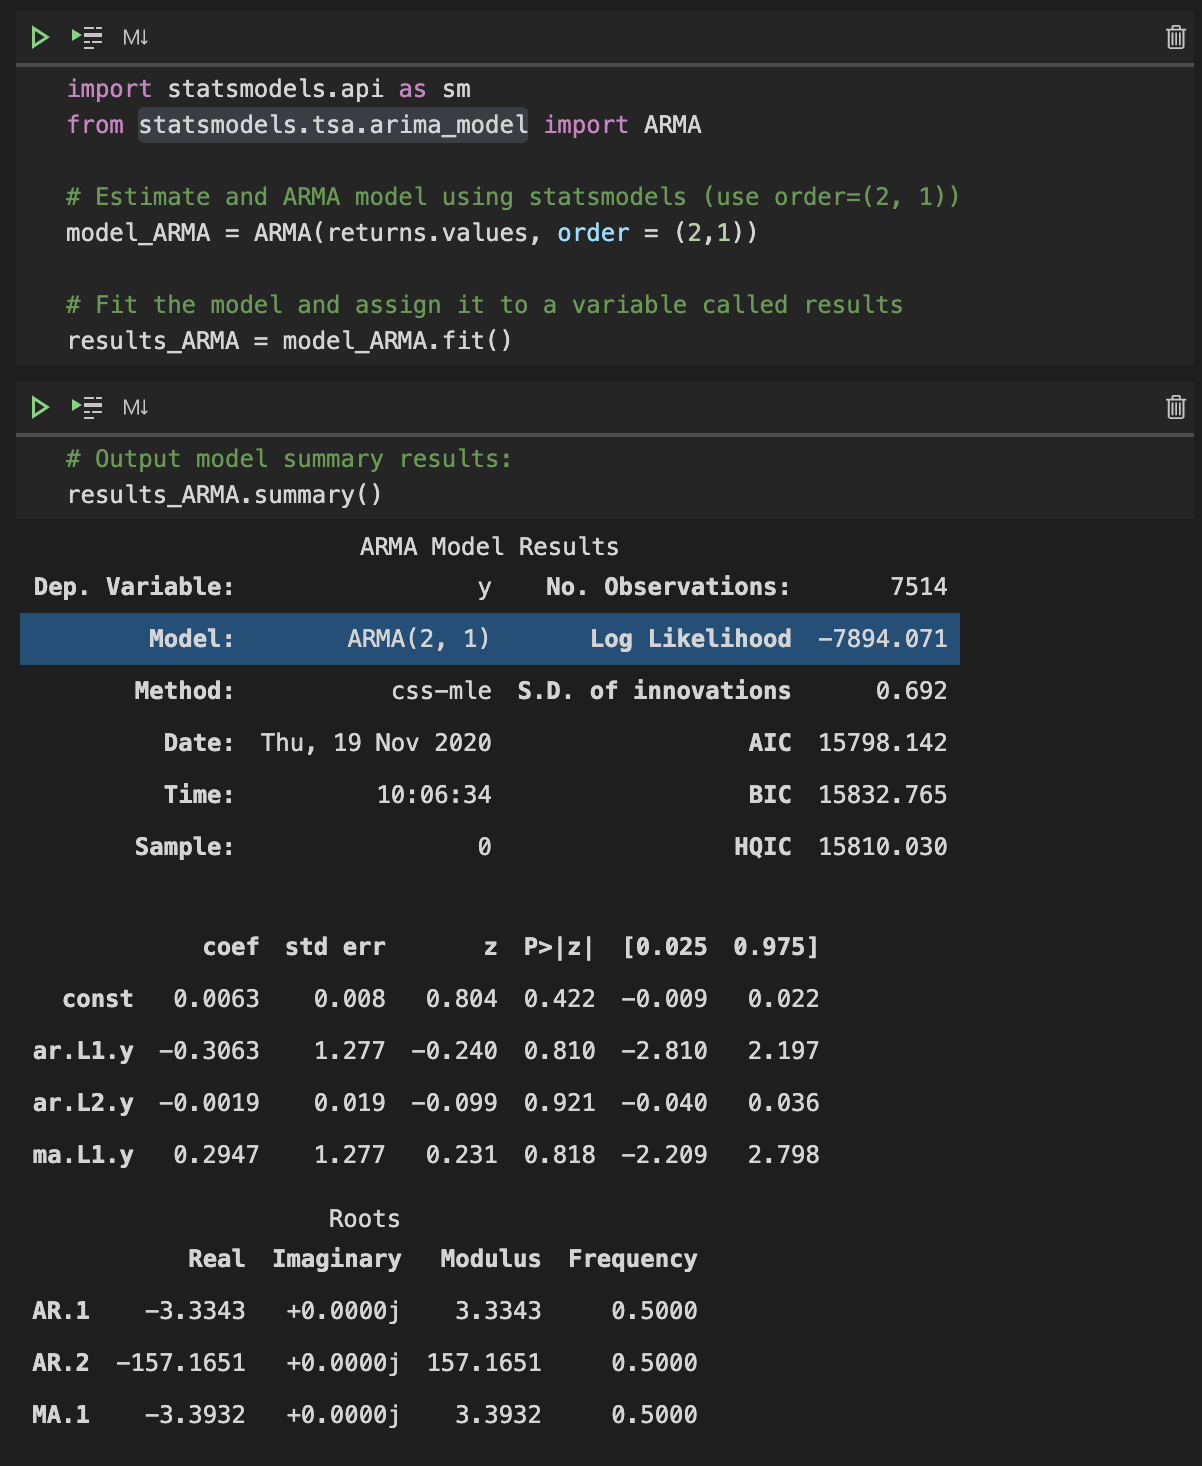 M↓
import statsmodels.api as sm
from statsmodels.tsa.arima_model import ARMA
# Estimate and ARMA model using statsmodels (use order=(2, 1))
model_ARMA = ARMA(returns.values, order = (2,1))
# Fit the model and assign it to a variable called results
results_ARMA = model_ARMA.fit()
M↓
# Output model summary results:
results_ARMA.summary()
ARMA Model Results
Dep. Variable: y No. Observations: 7514
Model: ARMA(2, 1) Log Likelihood -7894.071
Method: css-mle S.D. of innovations 0.692
Date: Thu, 19 Nov 2020 AIC 15798.142
Time: 10:06:34 BIC 15832.765
Sample: 0 HQIC 15810.030
coef std err z P>|z| [0.025 0.975]
const 0.0063 0.008 0.804 0.422 -0.009 0.022
ar.L1.y -0.3063 1.277 -0.240 0.810 -2.810 2.197
ar.L2.y -0.0019 0.019 -0.099 0.921 -0.040 0.036
ma.L1.y 0.2947 1.277 0.231 0.818 -2.209 2.798
Roots
Real Imaginary Modulus Frequency
AR.1 -3.3343 +0.0000j 3.3343 0.5000
AR.2 -157.1651 +0.0000j 157.1651 0.5000
MA.1 -3.3932 +0.0000j 3.3932 0.5000